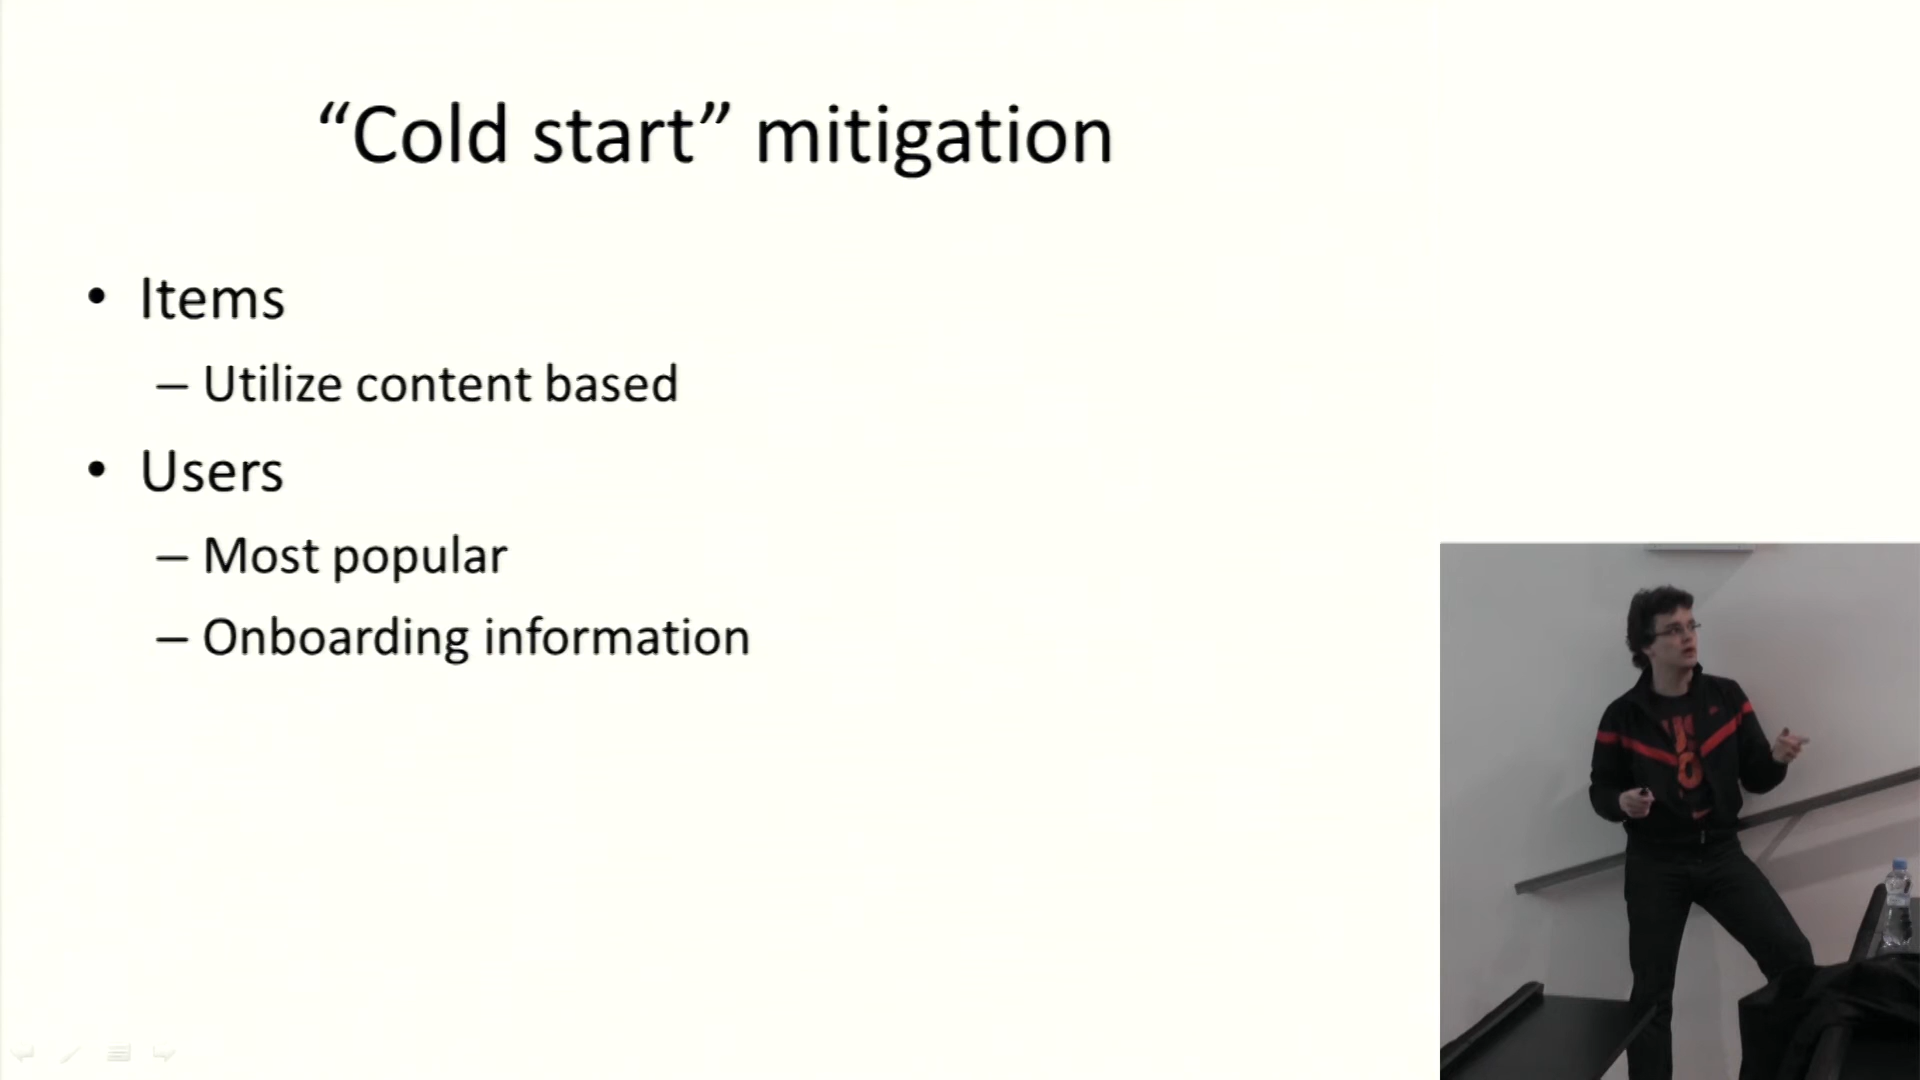 “Cold start” mitigation
• Items
– Utilize content based
• Users
– Most popular
– Onboarding information